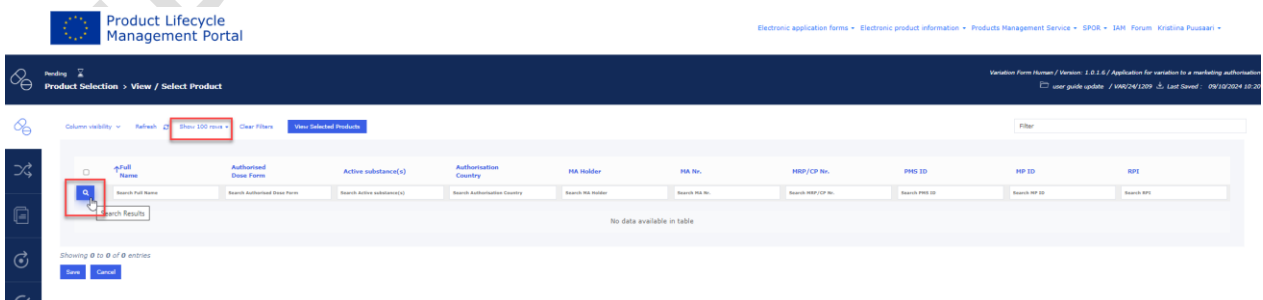 Product Lifecycle
Management Portal
Electronic application forms Electronic product information Products Management Service SPOR IAM Forum Kristiina Puusaari
Pending
Product Selection > View / Select Product
Variation Form Human / Version: 1.0.1.6 / Application for variation to a marketing authorisation
user guide update / VAR/24/1209 Last Saved : 09/10/2024 10:20
Column visibility Refresh Show 100 rows Clear Filters View Selected Products Filter
Full Name Authorised Dose Form Active substance(s) Authorisation Country MA Holder MA Nr. MRP/CP Nr. PMS ID MP ID RPI
Search Full Name Search Authorised Dose Form Search Active substance(s) Search Authorisation Country Search MA Holder Search MA Nr. Search MRP/CP Nr. Search PMS ID Search MP ID Search RPI
Search Results
No data available in table
Showing 0 to 0 of 0 entries
Save Cancel